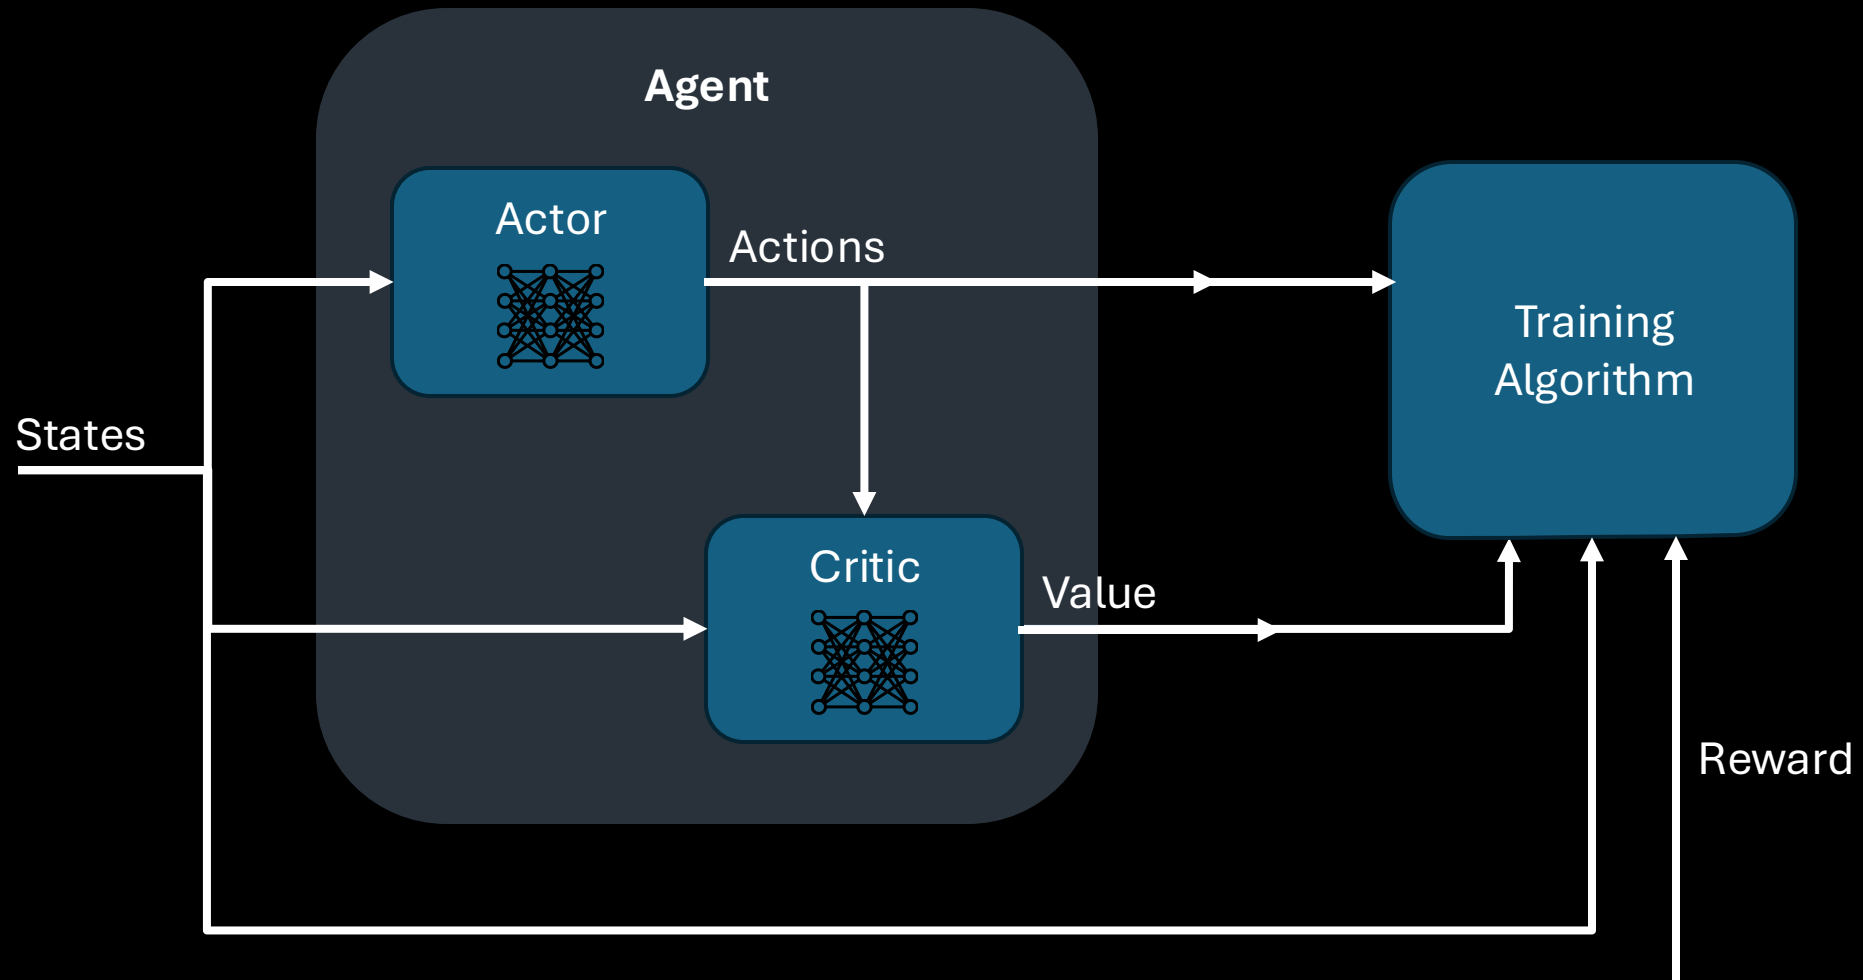 Agent
Actor
Actions
Training
Algorithm
States
Critic
Value
Reward